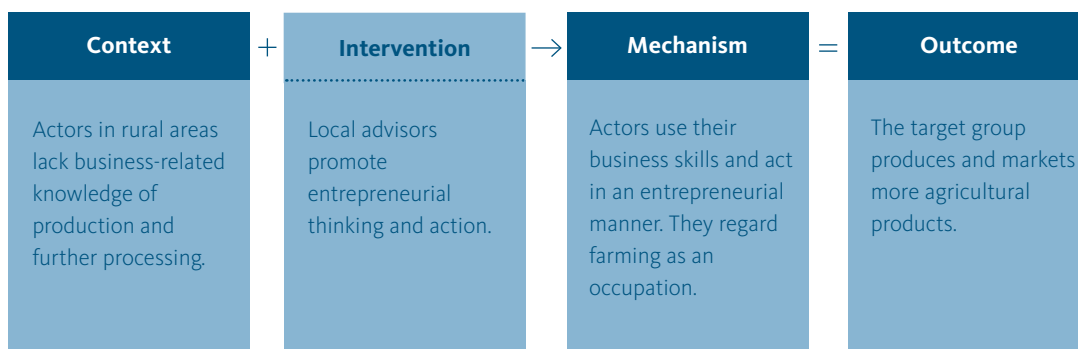 Context
+
Intervention
→
Mechanism
=
Outcome
Actors in rural areas
lack business-related
knowledge of
production and
further processing.
Local advisors
promote
entrepreneurial
thinking and action.
Actors use their
business skills and act
in an entrepreneurial
manner. They regard
farming as an
occupation.
The target group
produces and markets
more agricultural
products.